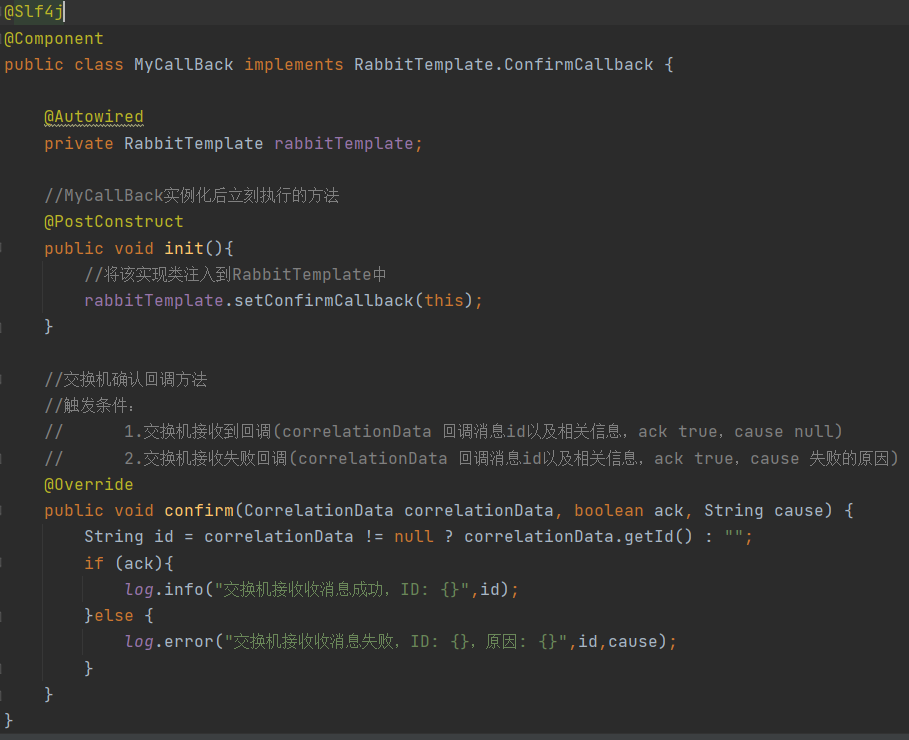 @Slf4j
@Component
public class MyCallBack implements RabbitTemplate.ConfirmCallback {
@Autowired
private RabbitTemplate rabbitTemplate;
//MyCallBack实例化后立刻执行的方法
@PostConstruct
public void init(){
//将该实现类注入到RabbitTemplate中
rabbitTemplate.setConfirmCallback(this);
}
//交换机确认回调方法
//触发条件：
//      1.交换机接收到回调(correlationData 回调消息id以及相关信息，ack true，cause null)
//      2.交换机接收失败回调(correlationData 回调消息id以及相关信息，ack true，cause 失败的原因)
@Override
public void confirm(CorrelationData correlationData, boolean ack, String cause) {
String id = correlationData != null ? correlationData.getId() : "";
if (ack){
log.info("交换机接收收消息成功，ID: {}",id);
}else {
log.error("交换机接收收消息失败，ID: {}，原因: {}",id,cause);
}
}
}